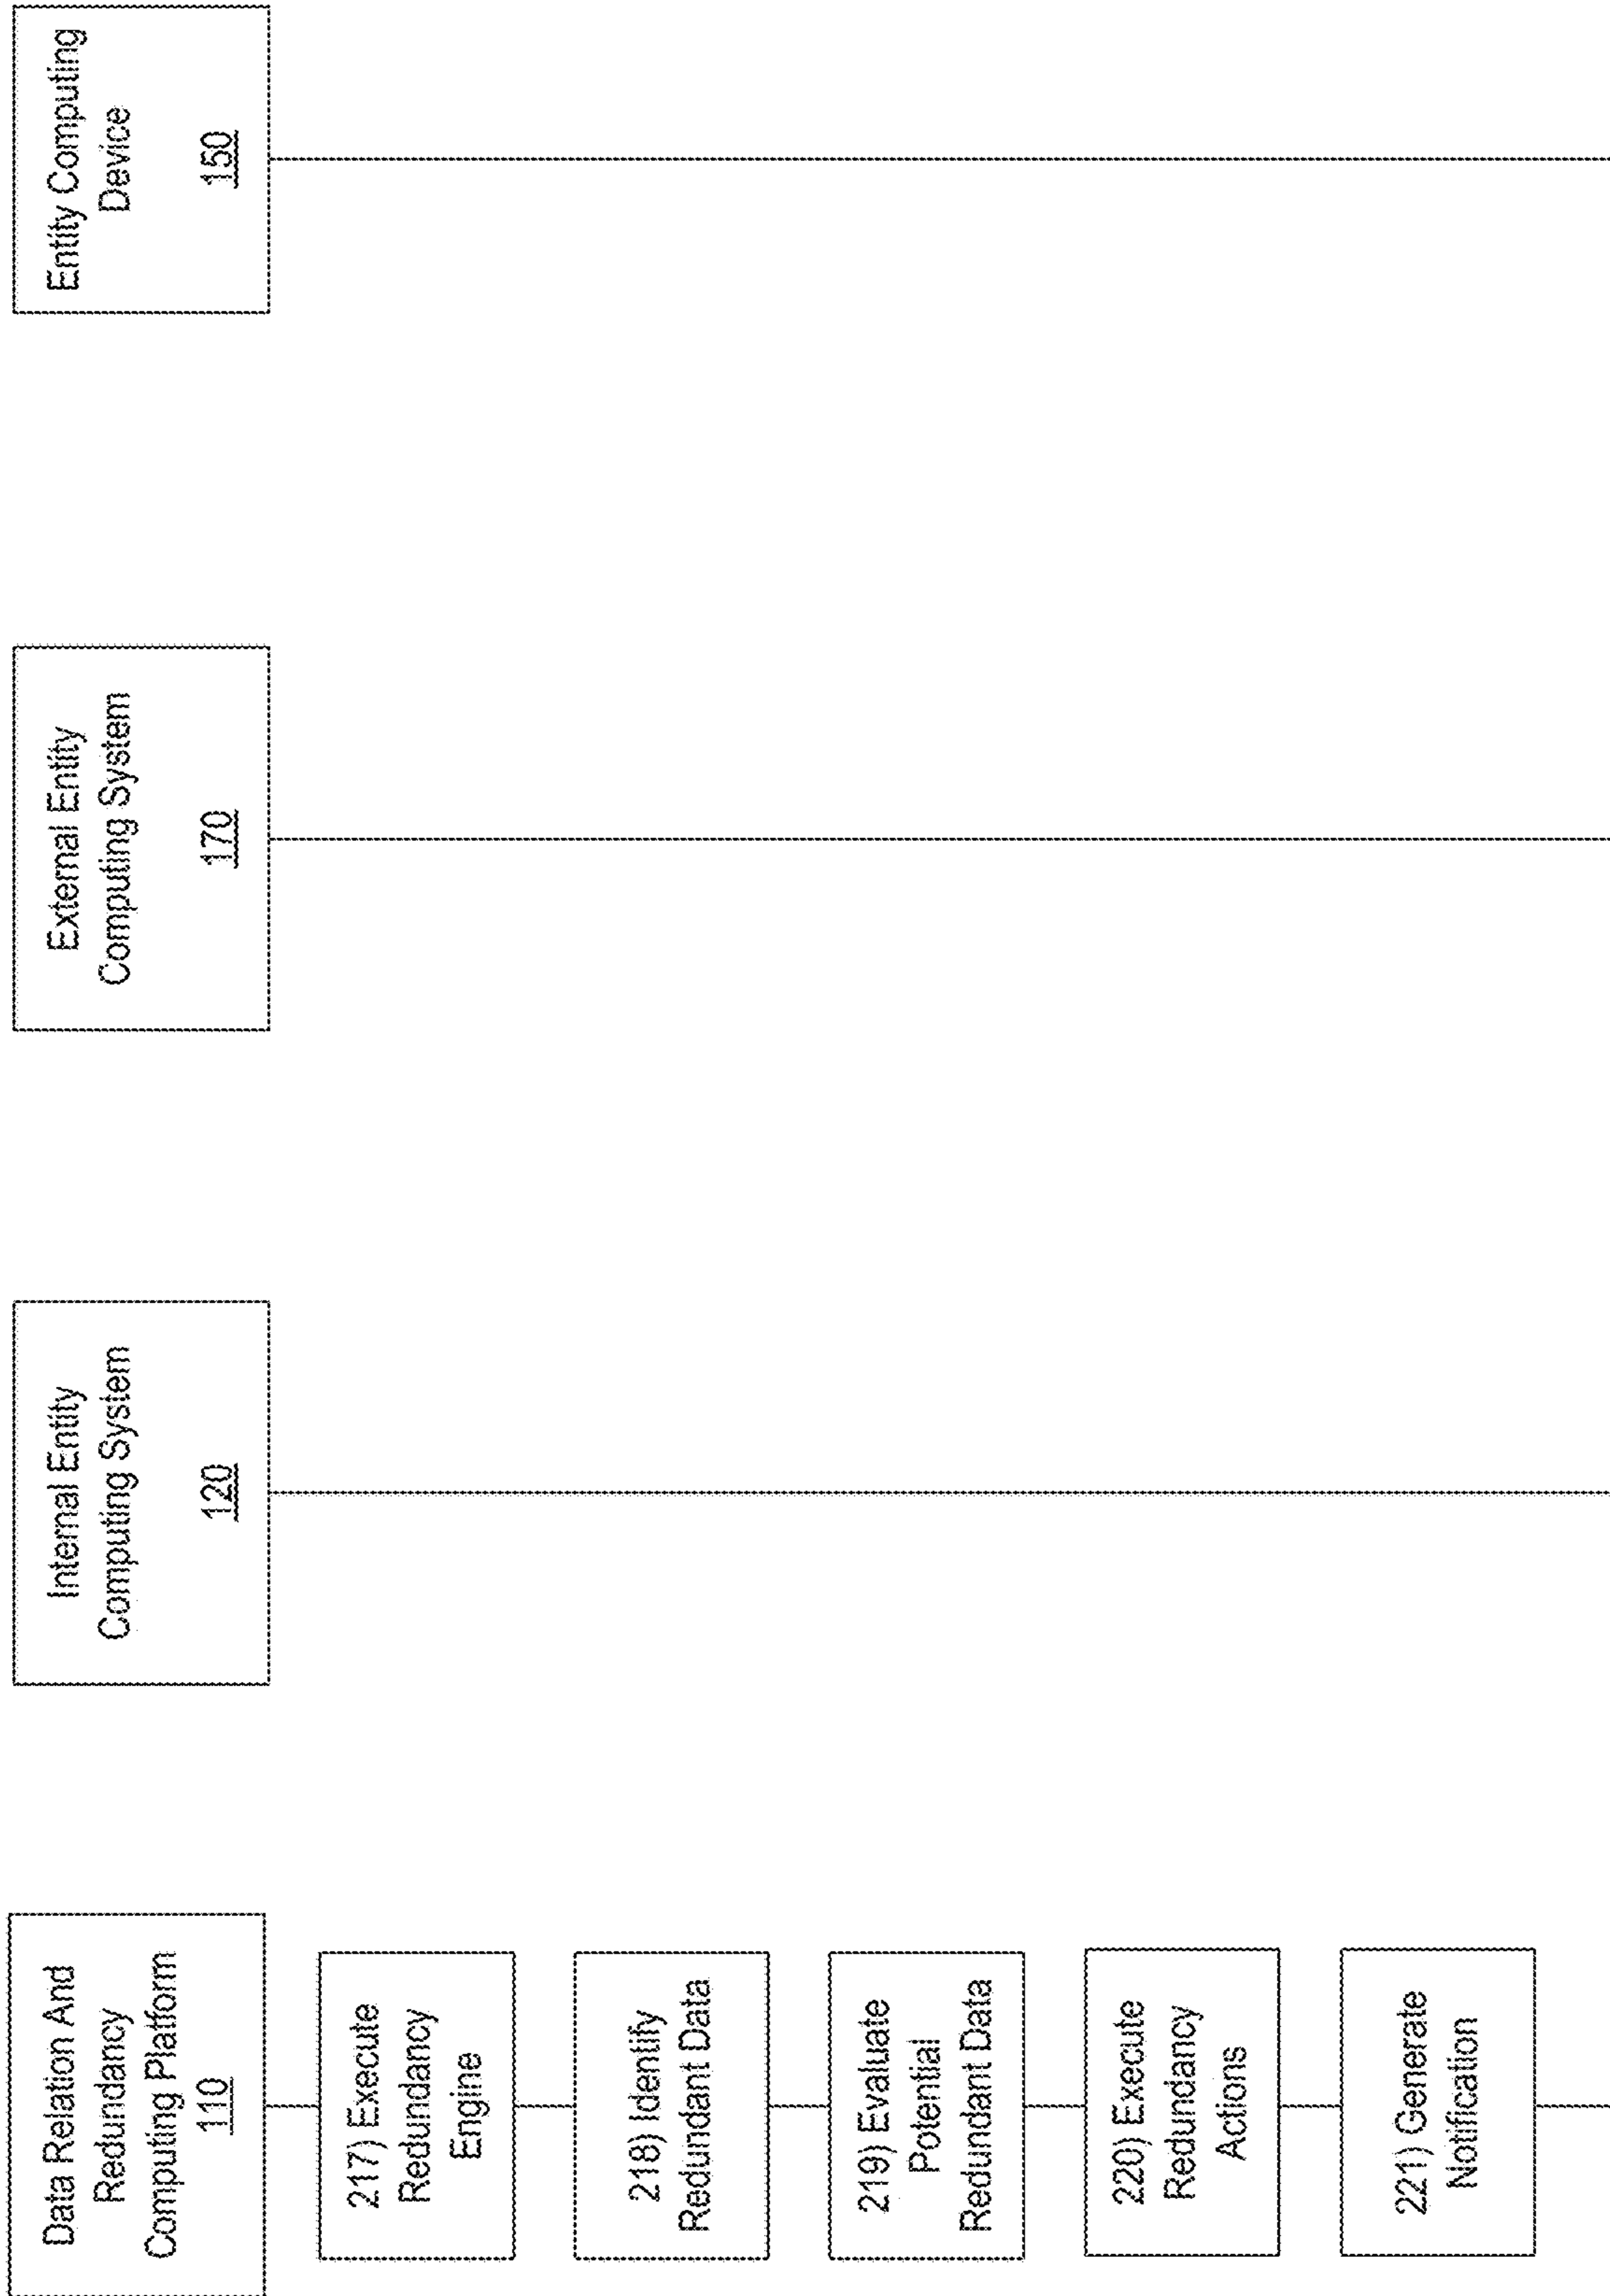 Data Relation And
Redundancy
Computing Platform
110
Internal Entity
Computing System
120
External Entity
Computing System
170
Entity Computing
Device
150
217) Execute
Redundancy
Engine
218) Identify
Redundant Data
219) Evaluate
Potential
Redundant Data
220) Execute
Redundancy
Actions
221) Generate
Notification